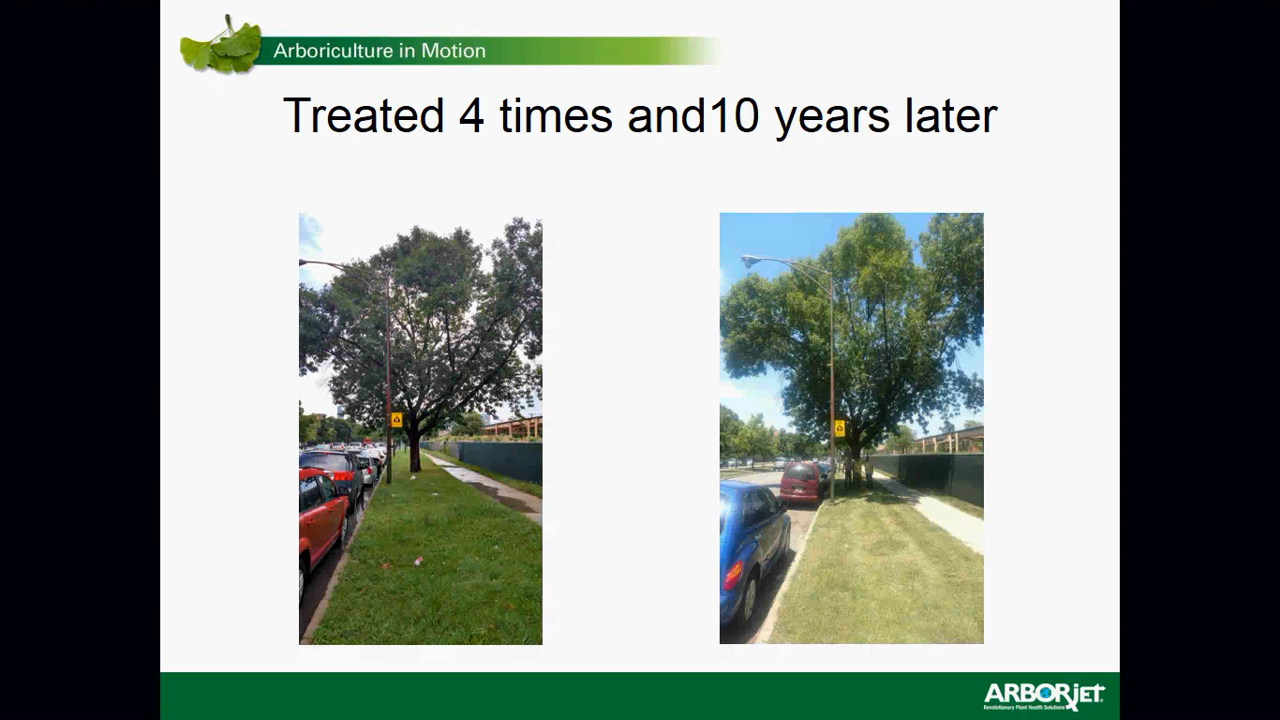 Arboriculture in Motion
Treated 4 times and10 years later
ARBORjET
Revolutionary Plant Health Solutions